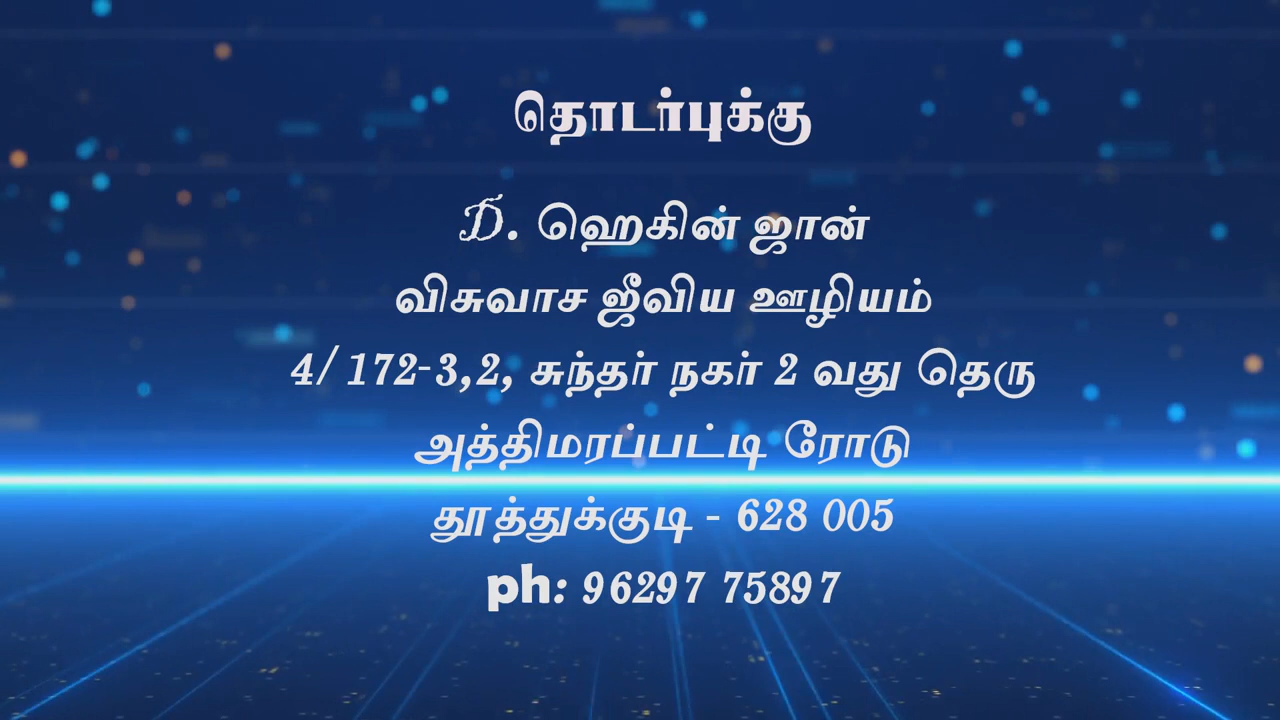 தொடர்புக்கு
D. ஹெகின் ஜான்
விசுவாச ஜீவிய ஊழியம்
4/ 172-3,2, சுந்தர் நகர் 2 வது தெரு
அத்திமரப்பட்டி ரோடு
தூத்துக்குடி - 628 005
ph: 96297 75897